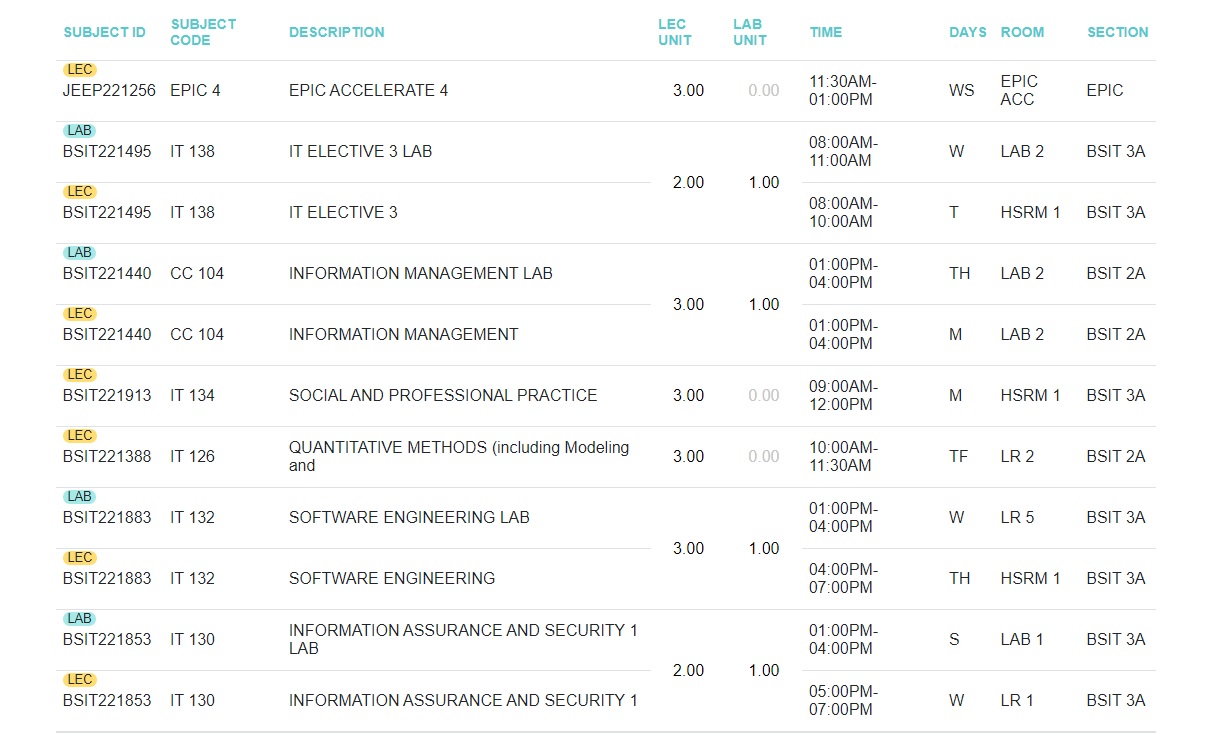 SUBJECT ID SUBJECT CODE DESCRIPTION LEC UNIT LAB UNIT TIME DAYS ROOM SECTION
LEC
JEEP221256 EPIC 4 EPIC ACCELERATE 4 3.00 0.00 11:30AM-01:00PM WS EPIC ACC EPIC
LAB
BSIT221495 IT 138 IT ELECTIVE 3 LAB 08:00AM-11:00AM W LAB 2 BSIT 3A
2.00 1.00
LEC
BSIT221495 IT 138 IT ELECTIVE 3 08:00AM-10:00AM T HSRM 1 BSIT 3A
LAB
BSIT221440 CC 104 INFORMATION MANAGEMENT LAB 01:00PM-04:00PM TH LAB 2 BSIT 2A
3.00 1.00
LEC
BSIT221440 CC 104 INFORMATION MANAGEMENT 01:00PM-04:00PM M LAB 2 BSIT 2A
LEC
BSIT221913 IT 134 SOCIAL AND PROFESSIONAL PRACTICE 3.00 0.00 09:00AM-12:00PM M HSRM 1 BSIT 3A
LEC
BSIT221388 IT 126 QUANTITATIVE METHODS (including Modeling and 3.00 0.00 10:00AM-11:30AM TF LR 2 BSIT 2A
LAB
BSIT221883 IT 132 SOFTWARE ENGINEERING LAB 01:00PM-04:00PM W LR 5 BSIT 3A
3.00 1.00
LEC
BSIT221883 IT 132 SOFTWARE ENGINEERING 04:00PM-07:00PM TH HSRM 1 BSIT 3A
LAB
BSIT221853 IT 130 INFORMATION ASSURANCE AND SECURITY 1 LAB 01:00PM-04:00PM S LAB 1 BSIT 3A
2.00 1.00
LEC
BSIT221853 IT 130 INFORMATION ASSURANCE AND SECURITY 1 05:00PM-07:00PM W LR 1 BSIT 3A